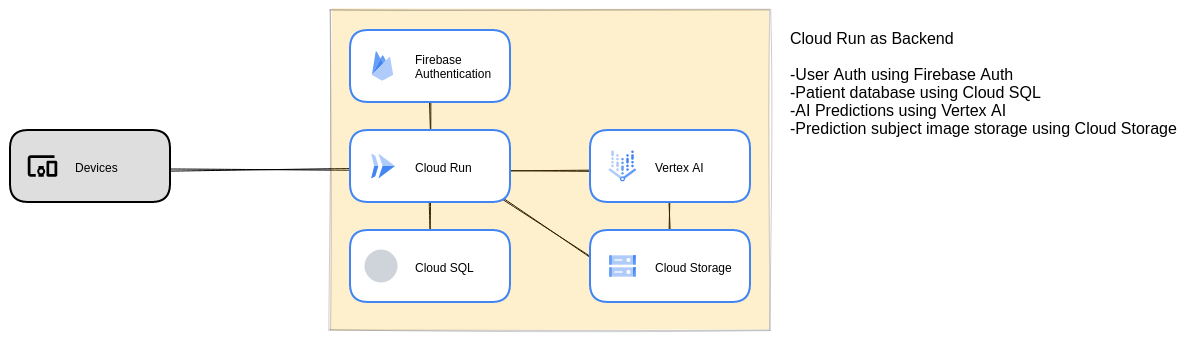 Firebase
Authentication
Devices
Cloud Run
Vertex AI
Cloud SQL
Cloud Storage
Cloud Run as Backend
-User Auth using Firebase Auth
-Patient database using Cloud SQL
-AI Predictions using Vertex AI
-Prediction subject image storage using Cloud Storage